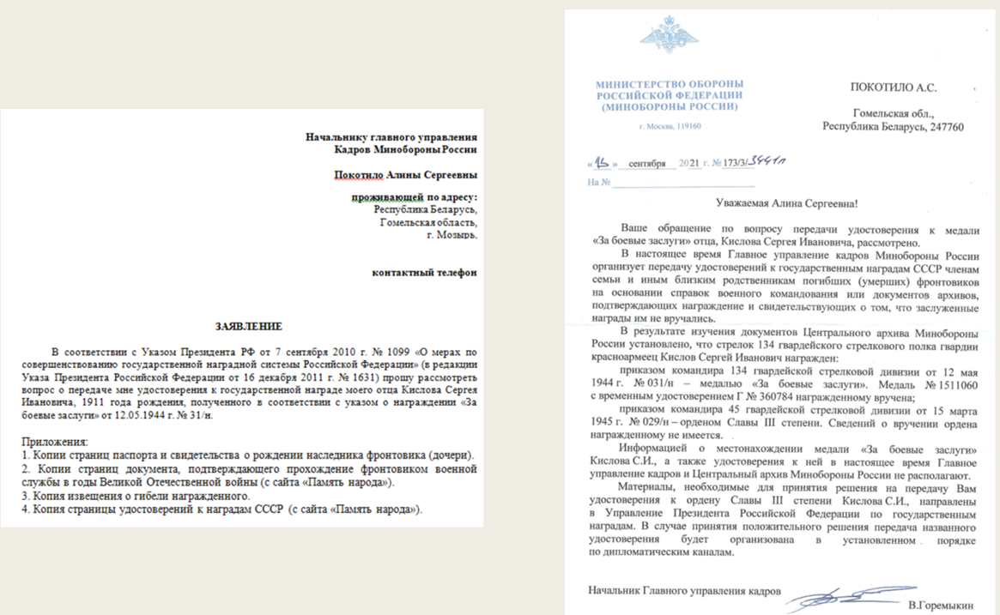 Начальнику главного управления
Кадров Минобороны России
Покотило Алины Сергеевны
проживающей по адресу:
Республика Беларусь,
Гомельская область,
г. Мозырь,
контактный телефон
ЗАЯВЛЕНИЕ
В соответствии с Указом Президента РФ от 7 сентября 2010 г. № 1099 «О мерах по
совершенствованию государственной наградной системы Российской Федерации» (в редакции
Указа Президента Российской Федерации от 16 декабря 2011 г. № 1631) прошу рассмотреть
вопрос о передаче мне удостоверения к государственной награде моего отца Кислова Сергея
Ивановича, 1911 года рождения, полученного в соответствии с указом о награждении «За
боевые заслуги» от 12.05.1944 г. № 31/н.
Приложения:
1. Копии страниц паспорта и свидетельства о рождении наследника фронтовика (дочери).
2. Копии страниц документа, подтверждающего прохождение фронтовиком военной
службы в годы Великой Отечественной войны (с сайта «Память народа»).
3. Копия извещения о гибели награжденного.
4. Копия страницы удостоверений к наградам СССР (с сайта «Память народа»).
МИНИСТЕРСТВО ОБОРОНЫ
РОССИЙСКОЙ ФЕДЕРАЦИИ
(МИНОБОРОНЫ РОССИИ)
г. Москва, 119160
ПОКОТИЛО А.С.
Гомельская обл.,
Республика Беларусь, 247760
« » сентября 2021 г. № 173/3/
На №
Уважаемая Алина Сергеевна!
Ваше обращение по вопросу передачи удостоверения к медали
«За боевые заслуги» отца, Кислова Сергея Ивановича, рассмотрено.
В настоящее время Главное управление кадров Минобороны России
организует передачу удостоверений к государственным наградам СССР членам
семьи и иным близким родственникам погибших (умерших) фронтовиков
на основании справок военного командования или документов архивов,
подтверждающих награждение и свидетельствующих о том, что заслуженные
награды им не вручались.
В результате изучения документов Центрального архива Минобороны
России установлено, что стрелок 134 гвардейского стрелкового полка гвардии
красноармеец Кислов Сергей Иванович награжден:
приказом командира 134 гвардейской стрелковой дивизии от 12 мая
1944 г. № 031/н – медалью «За боевые заслуги». Медаль № 1511060
с временным удостоверением Г № 360784 награжденному вручена;
приказом командира 45 гвардейской стрелковой дивизии от 15 марта
1945 г. № 029/н – орденом Славы III степени. Сведений о вручении ордена
награжденному не имеется.
Информацией о местонахождении медали «За боевые заслуги»
Кислова С.И., а также удостоверения к ней в настоящее время Главное
управление кадров и Центральный архив Минобороны России не располагают.
Материалы, необходимые для принятия решения на передачу Вам
удостоверения к ордену Славы III степени Кислова С.И., направлены
в Управление Президента Российской Федерации по государственным
наградам. В случае принятия положительного решения передача названного
удостоверения будет организована в установленном порядке
по дипломатическим каналам.
Начальник Главного управления кадров
В.Горемыкин